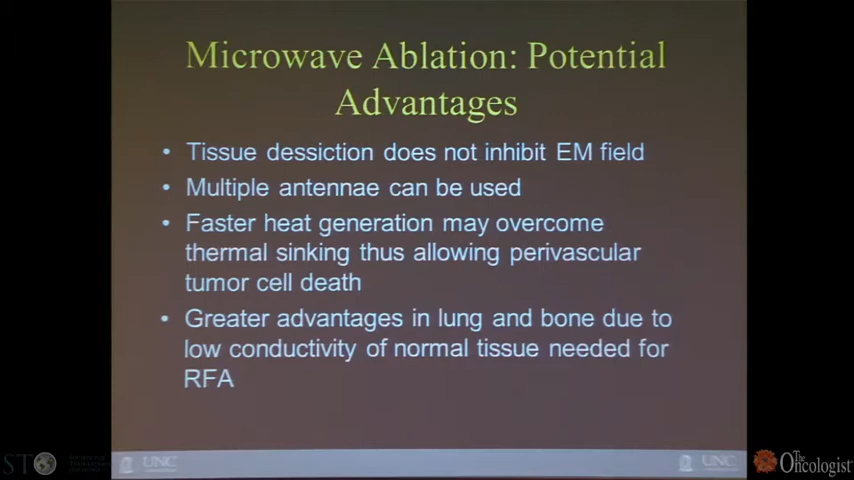 Microwave Ablation: Potential
Advantages
• Tissue dessiction does not inhibit EM field
• Multiple antennae can be used
• Faster heat generation may overcome
thermal sinking thus allowing perivascular
tumor cell death
• Greater advantages in lung and bone due to
low conductivity of normal tissue needed for
RFA
STO
UNC
UNC
The
Oncologist